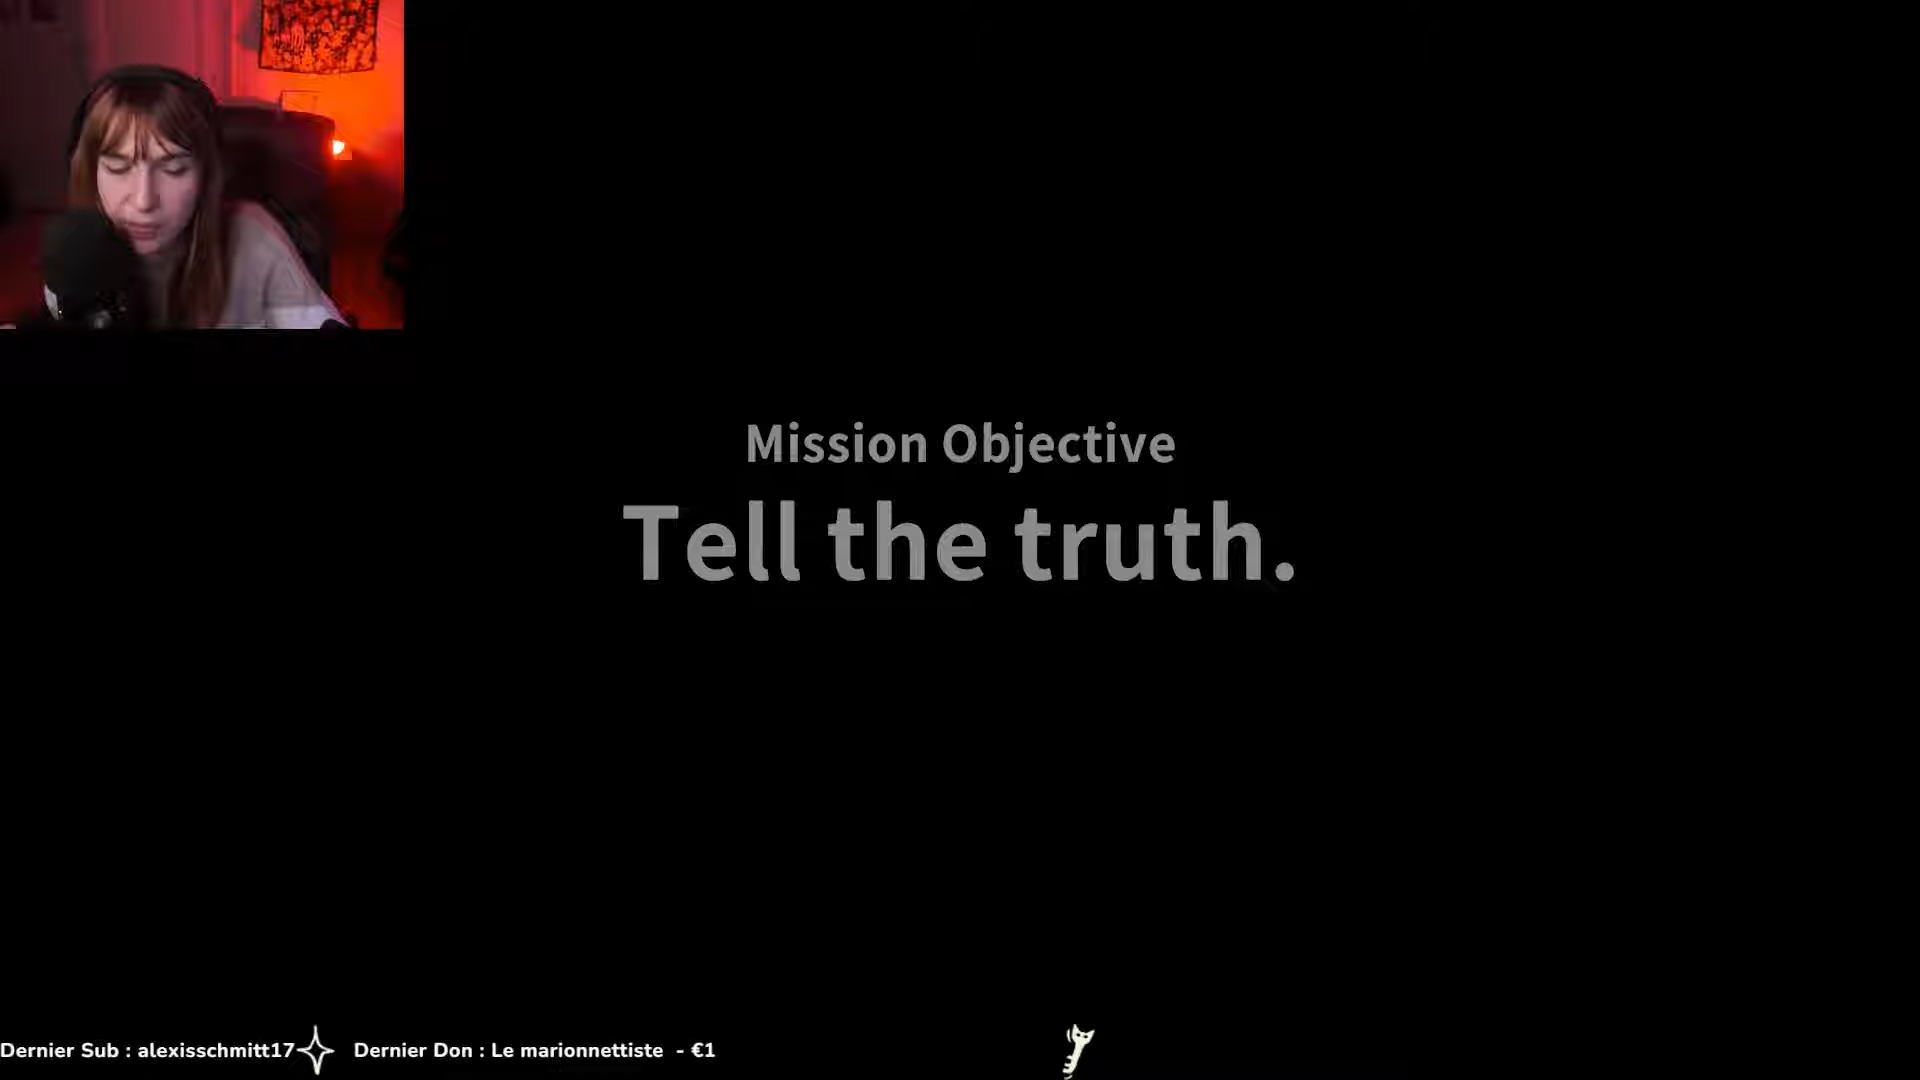 Mission Objective
Tell the truth.
Dernier Sub : alexisschmitt17 Dernier Don : Le marionnettiste - €1